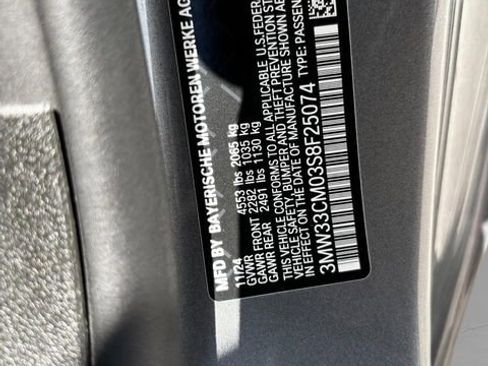 MFD BY BAYERISCHE MOTOREN WERKE AG
11/24
GVWR 4553 lbs 2065 kg
GAWR FRONT 2282 lbs 1035 kg
GAWR REAR 2491 lbs 1130 kg
THIS VEHICLE CONFORMS TO ALL APPLICABLE U.S. FEDERAL
VEHICLE SAFETY, BUMPER AND THEFT PREVENTION
IN EFFECT ON THE DATE OF MANUFACTURE SHOWN
3MW33CM03S8F25074 TYPE: PASSEN